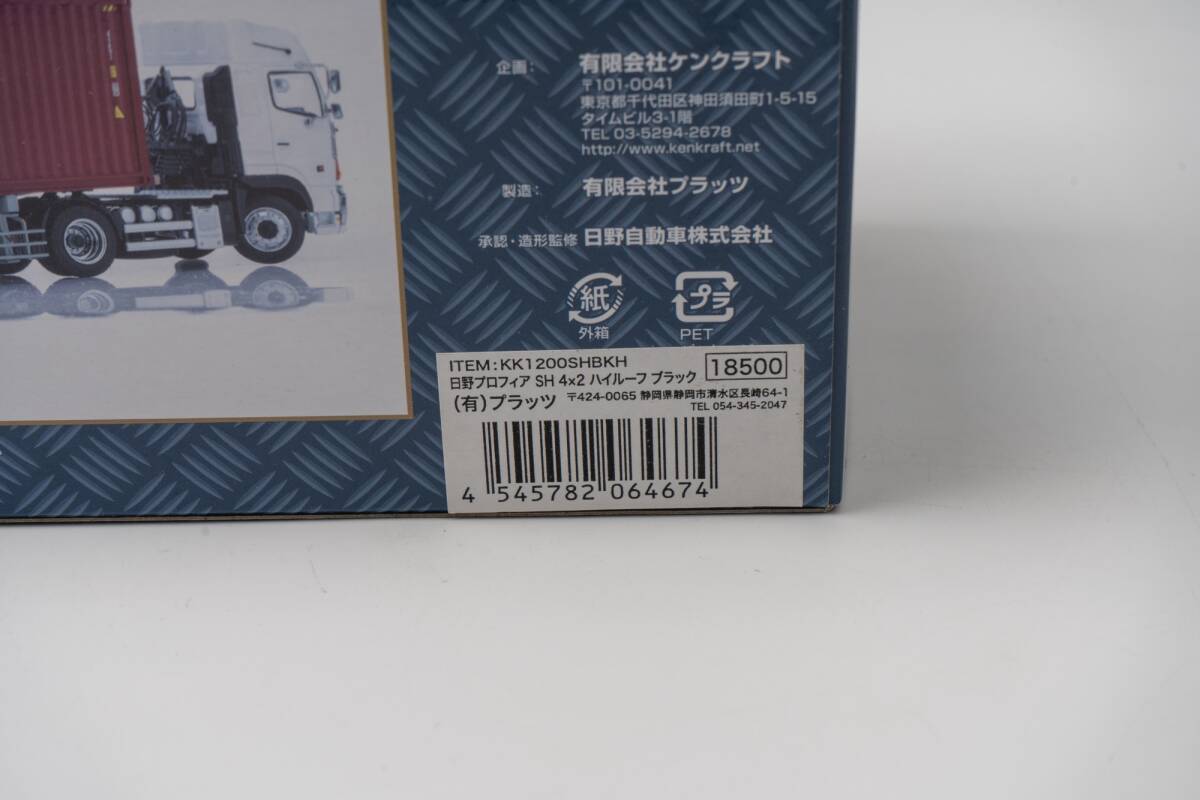 企画: 有限会社ケンクラフト
〒101-0041
東京都千代田区神田須田町1-5-15
タイムビル3-1階
TEL 03-5294-2678
http://www.kenkraft.net
製造: 有限会社プラッツ
承認・造形監修 日野自動車株式会社
紙 プラ
外箱 PET
ITEM:KK1200SHBKH 18500
日野プロフィア SH 4×2 ハイルーフ ブラック
(有)プラッツ 〒424-0065 静岡県静岡市清水区長崎64-1
TEL 054-345-2047
4 545782 064674